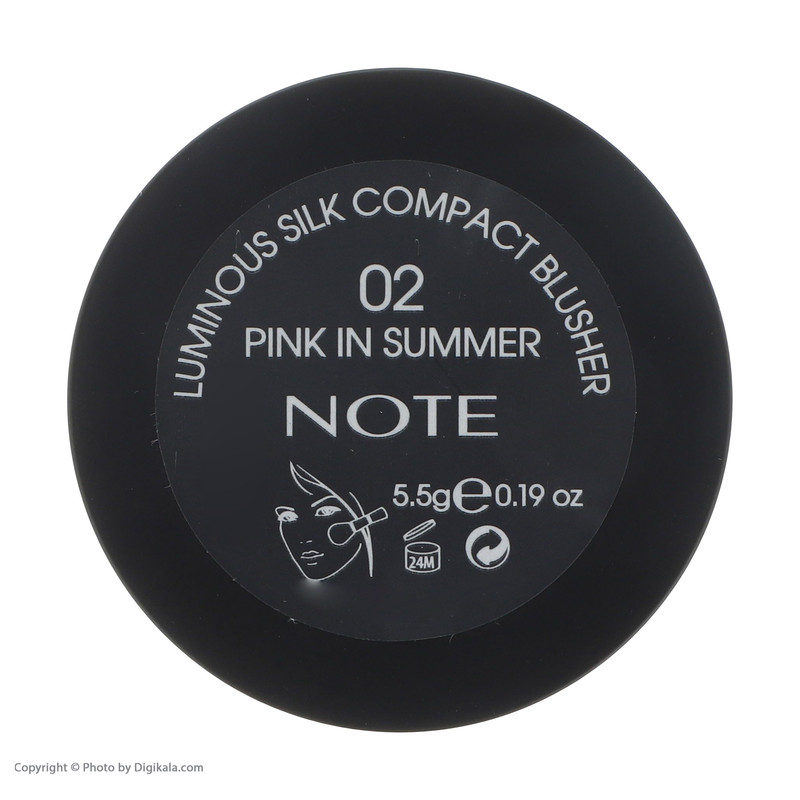 LUMINOUS SILK COMPACT BLUSHER
02
PINK IN SUMMER
NOTE
5.5g e 0.19 oz
24M
Copyright © Photo by Digikala.com